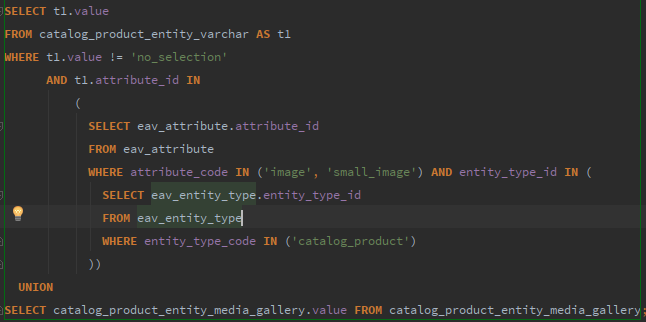 SELECT t1.value
FROM catalog_product_entity_varchar AS t1
WHERE t1.value != 'no_selection'
AND t1.attribute_id IN
(
SELECT eav_attribute.attribute_id
FROM eav_attribute
WHERE attribute_code IN ('image', 'small_image') AND entity_type_id IN (
SELECT eav_entity_type.entity_type_id
FROM eav_entity_type
WHERE entity_type_code IN ('catalog_product')
))
UNION
SELECT catalog_product_entity_media_gallery.value FROM catalog_product_entity_media_gallery;